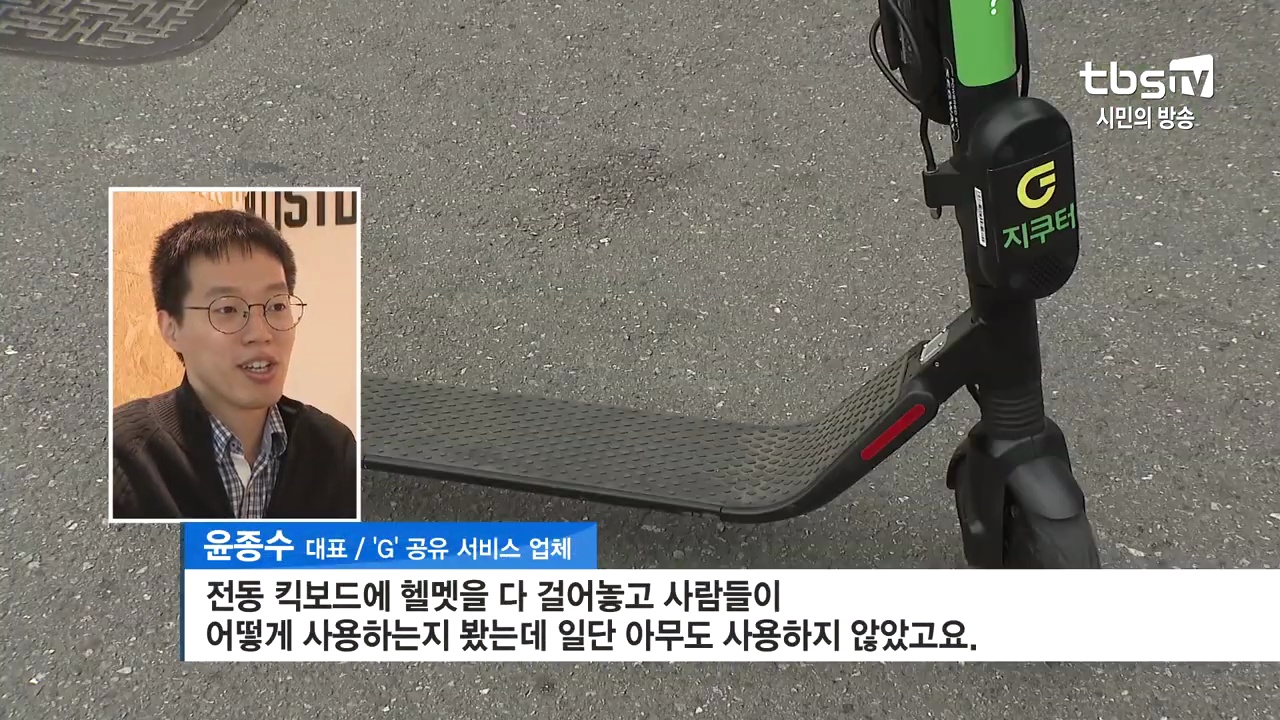 tbs TV
시민의 방송
지쿠터
윤종수 대표 / 'G' 공유 서비스 업체
전동 킥보드에 헬멧을 다 걸어놓고 사람들이
어떻게 사용하는지 봤는데 일단 아무도 사용하지 않았고요.